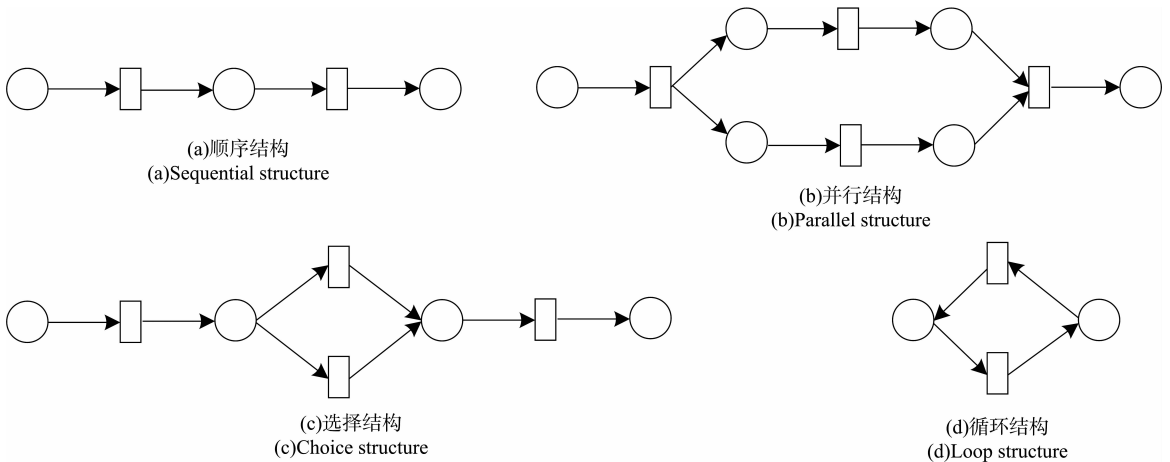 (a)顺序结构
(a)Sequential structure
(b)并行结构
(b)Parallel structure
(c)选择结构
(c)Choice structure
(d)循环结构
(d)Loop structure